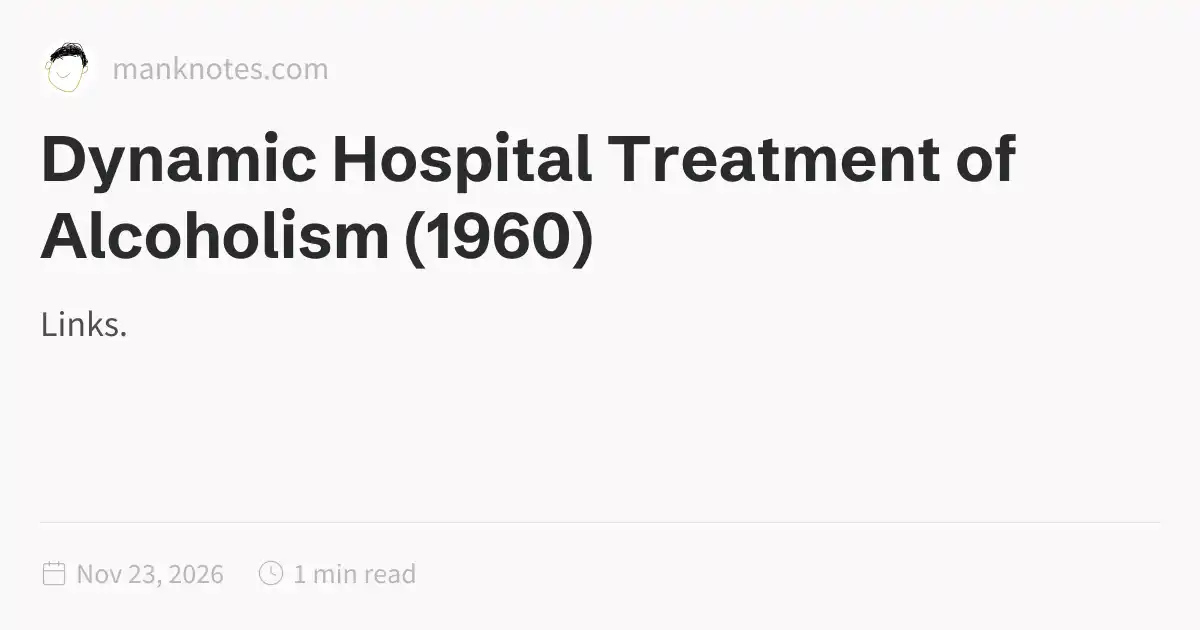 manknotes.com
Dynamic Hospital Treatment of
Alcoholism (1960)
Links.
Nov 23, 2026 1 min read